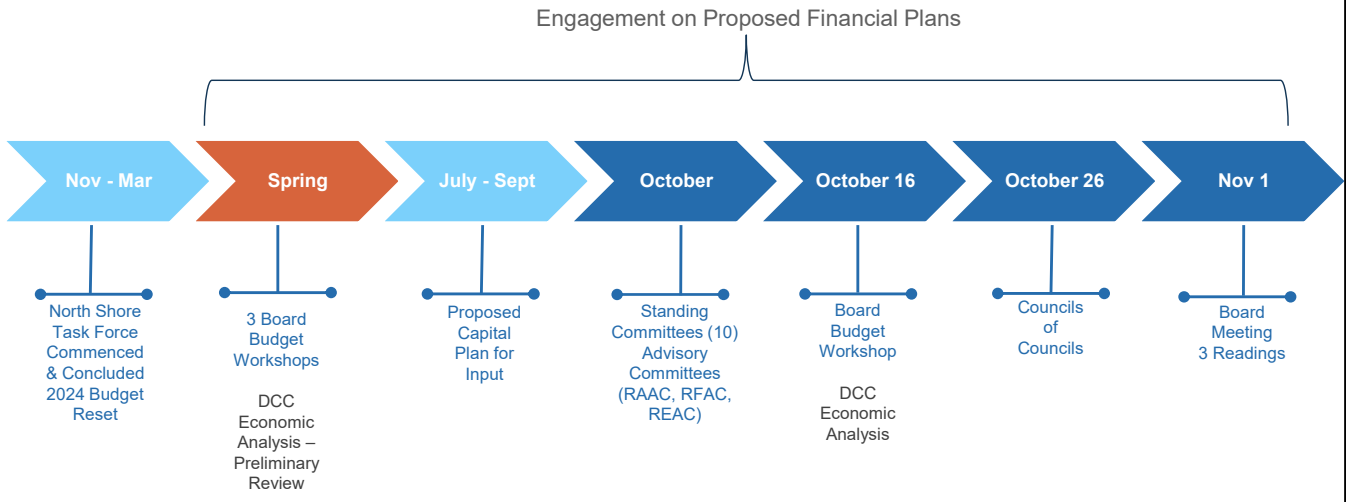 Engagement on Proposed Financial Plans
Nov - Mar
Spring
July - Sept
October
October 16
October 26
Nov 1
North Shore
Task Force
Commenced
& Concluded
2024 Budget
Reset
3 Board
Budget
Workshops
DCC
Economic
Analysis –
Preliminary
Review
Proposed
Capital
Plan for
Input
Standing
Committees (10)
Advisory
Committees
(RAAC, RFAC,
REAC)
Board
Budget
Workshop
DCC
Economic
Analysis
Councils
of
Councils
Board
Meeting
3 Readings